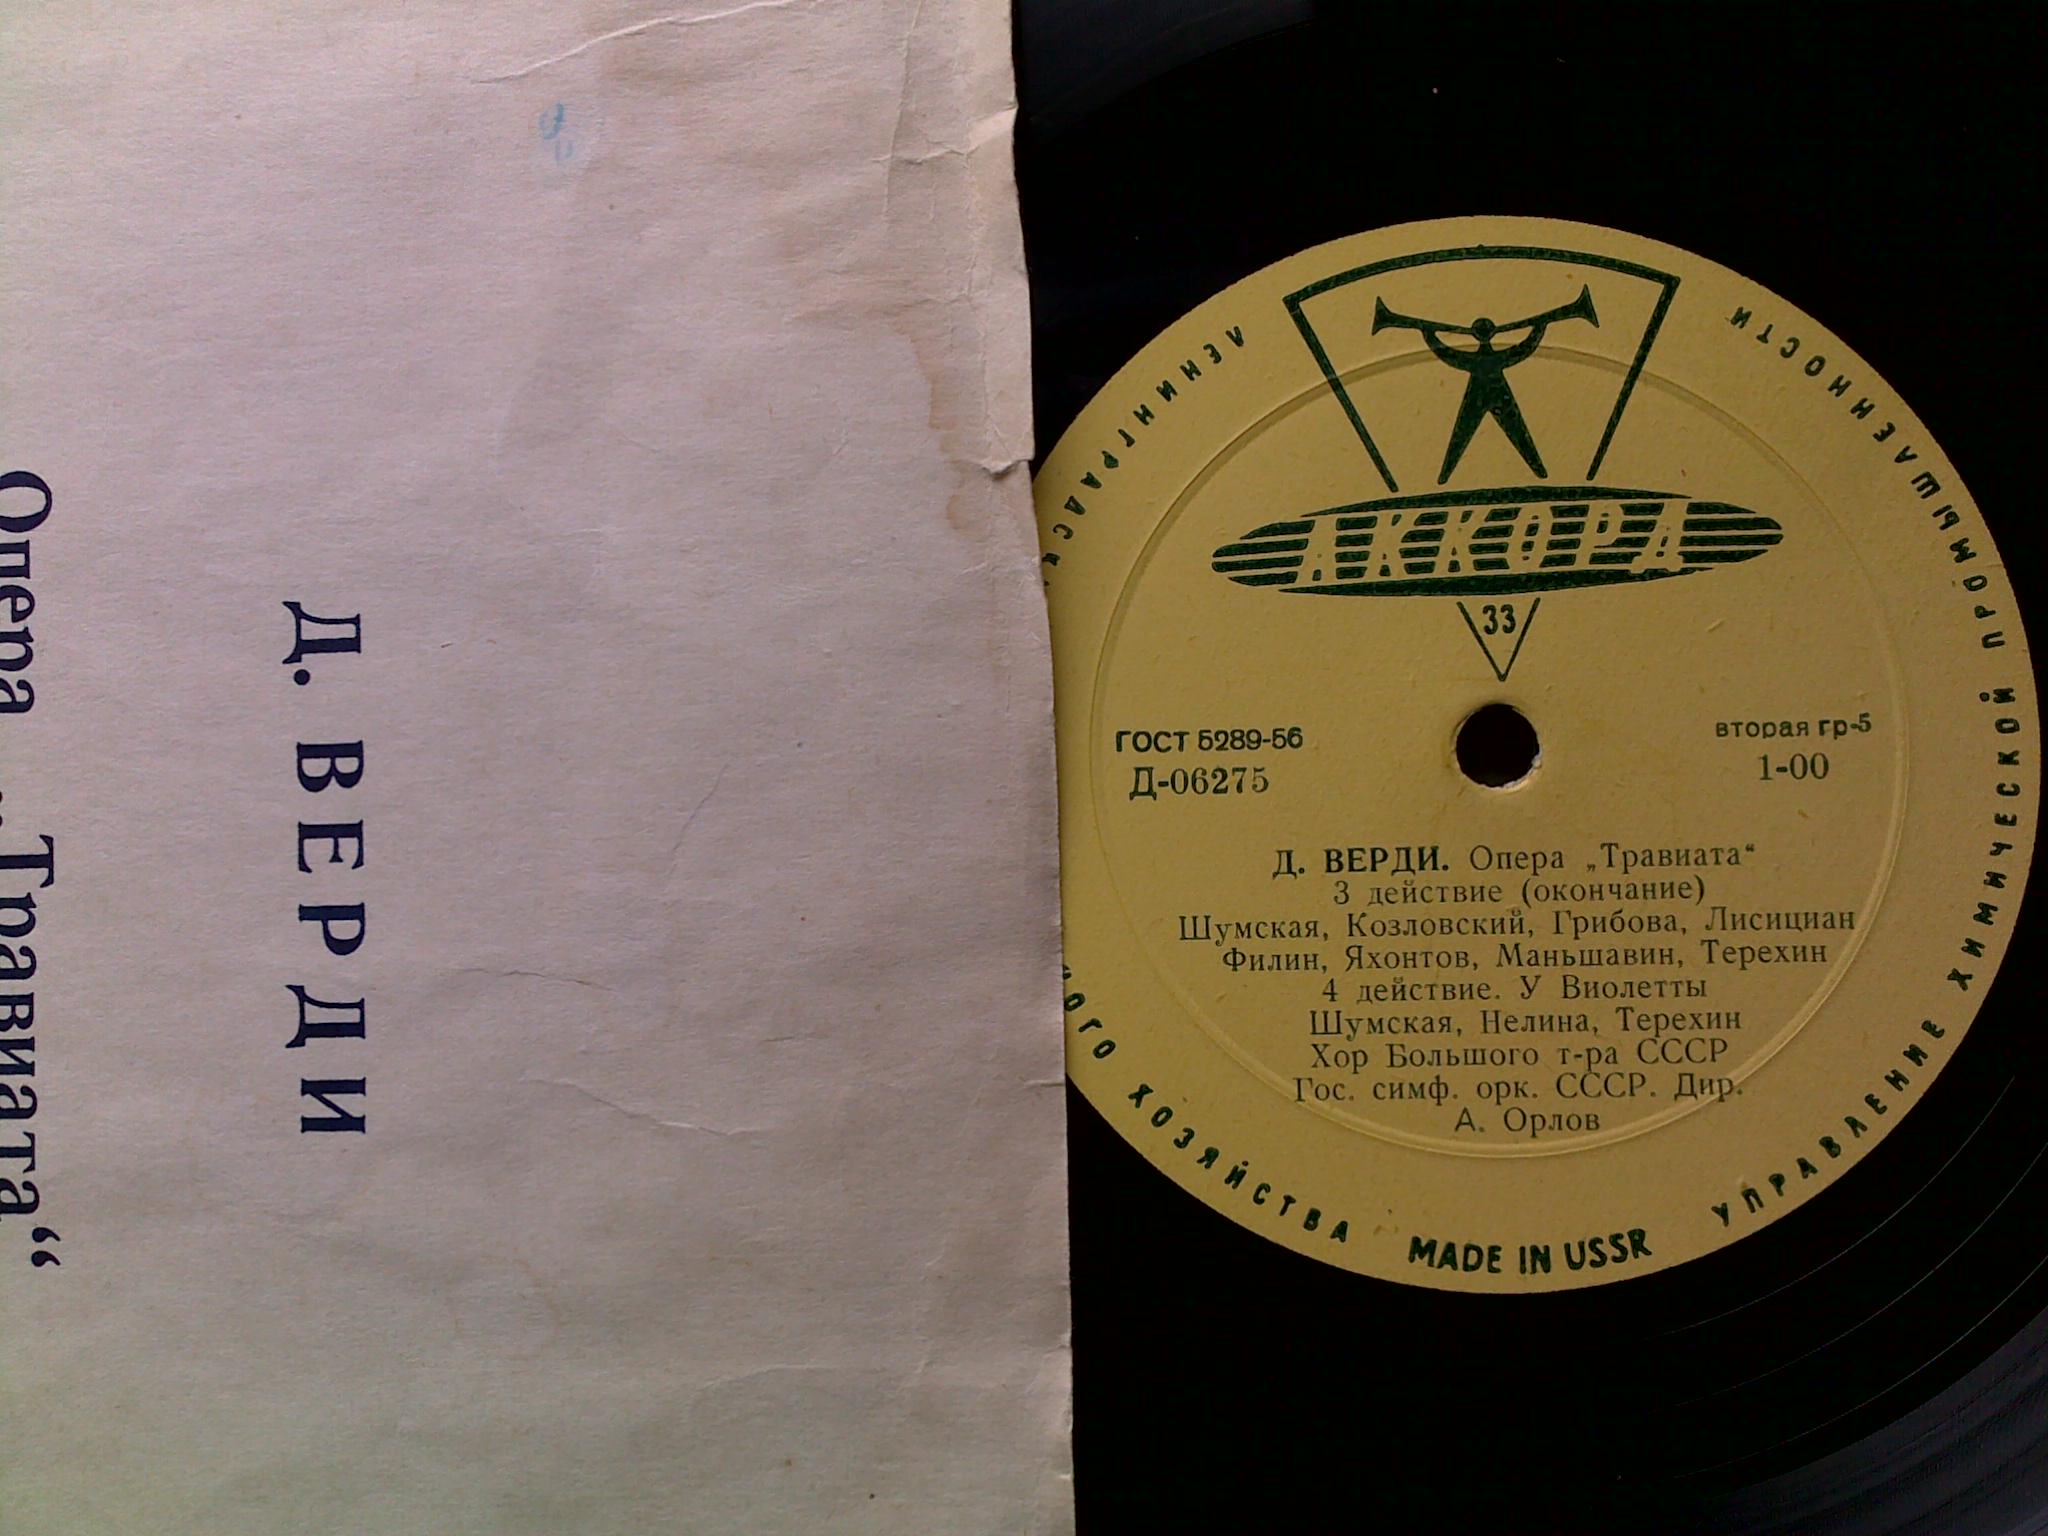 Д. ВЕРДИ
Опера „Травиата“
АККОРД
33
ГОСТ 5289-56
Д-06275
вторая гр-5
1-00
Д. ВЕРДИ. Опера „Травиата“
3 действие (окончание)
Шумская, Козловский, Грибова, Лисициан
Филин, Яхонтов, Маньшавин, Терехин
4 действие. У Виолетты
Шумская, Нелина, Терехин
Хор Большого т-ра СССР
Гос. симф. орк. СССР. Дир.
А. Орлов
ХОЗЯЙСТВА
MADE IN USSR
УПРАВЛЕНИЕ ХИМИЧЕСКОЙ ПРОМЫШЛЕННОСТИ